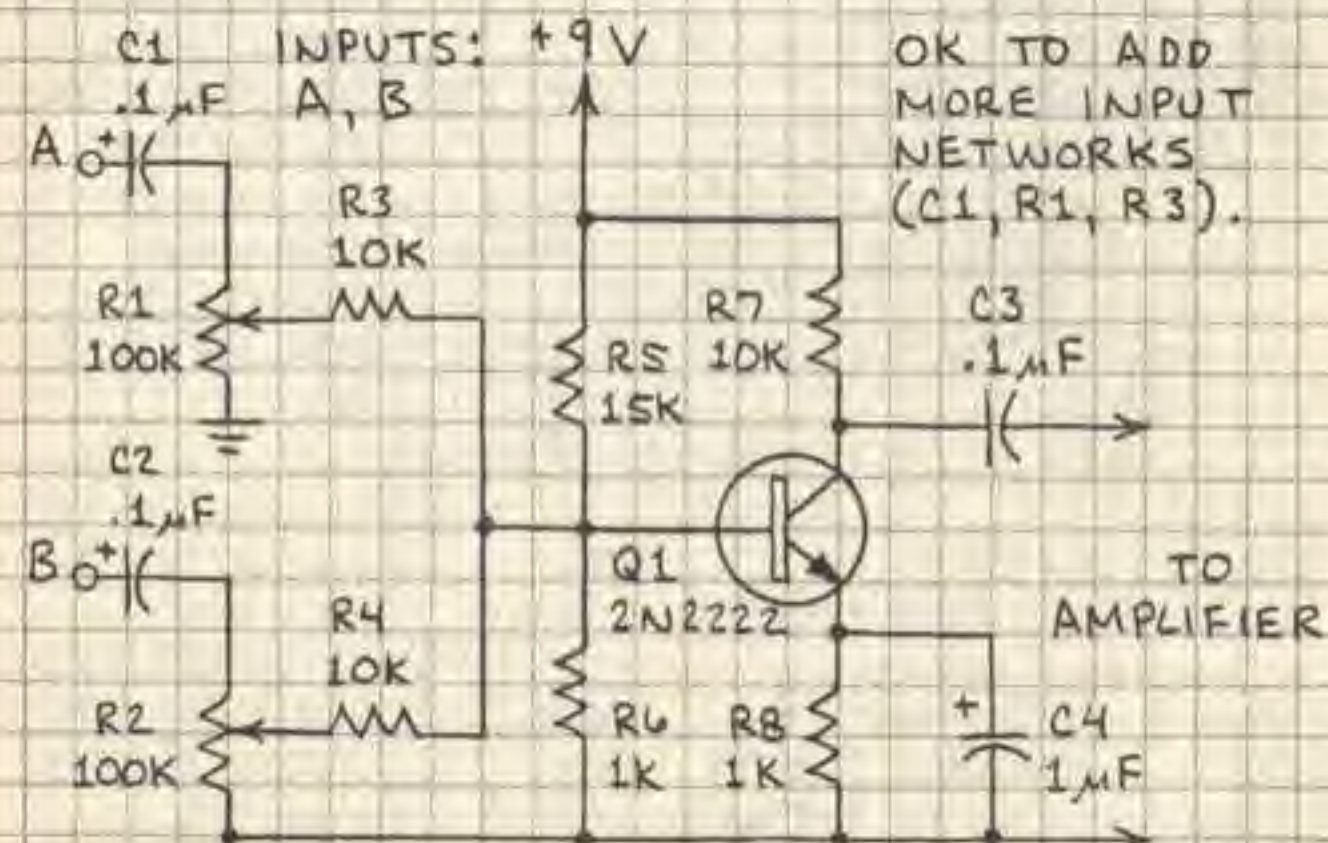 C1
.1μF
INPUTS:
A, B
+9V
OK TO ADD
MORE INPUT
NETWORKS
(C1, R1, R3).
A
+
R3
10K
R1
100K
R5
15K
R7
10K
C3
.1μF
C2
.1μF
B
+
Q1
2N2222
TO
AMPLIFIER
R4
10K
R2
100K
R6
1K
R8
1K
+
C4
1μF